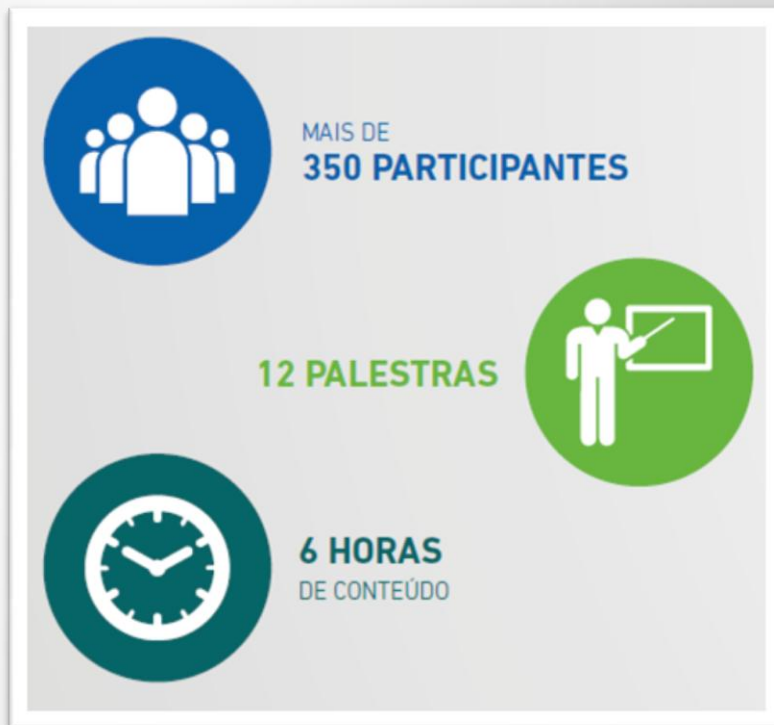 MAIS DE
350 PARTICIPANTES
12 PALESTRAS
6 HORAS
DE CONTEÚDO